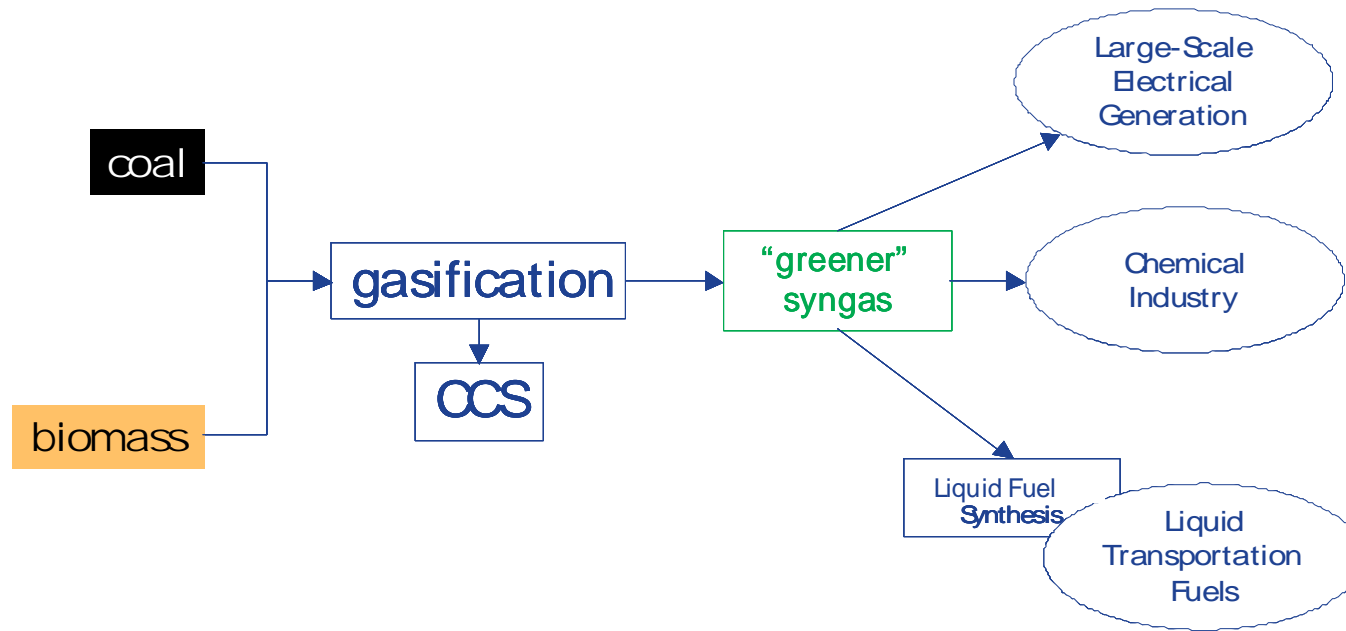 coal
biomass
gasification
CCS
“greener”
syngas
Large-Scale
Electrical
Generation
Chemical
Industry
Liquid Fuel
Synthesis
Liquid
Transportation
Fuels